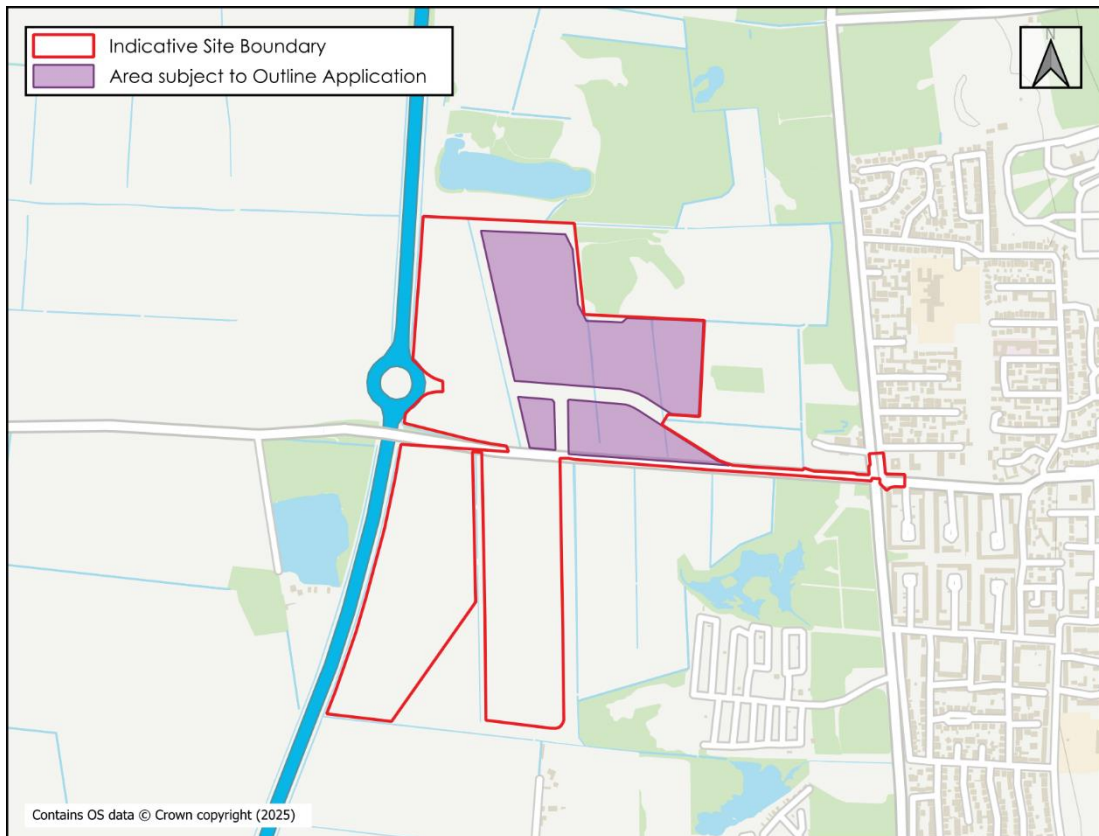 Indicative Site Boundary
Area subject to Outline Application
N
Contains OS data © Crown copyright (2025)